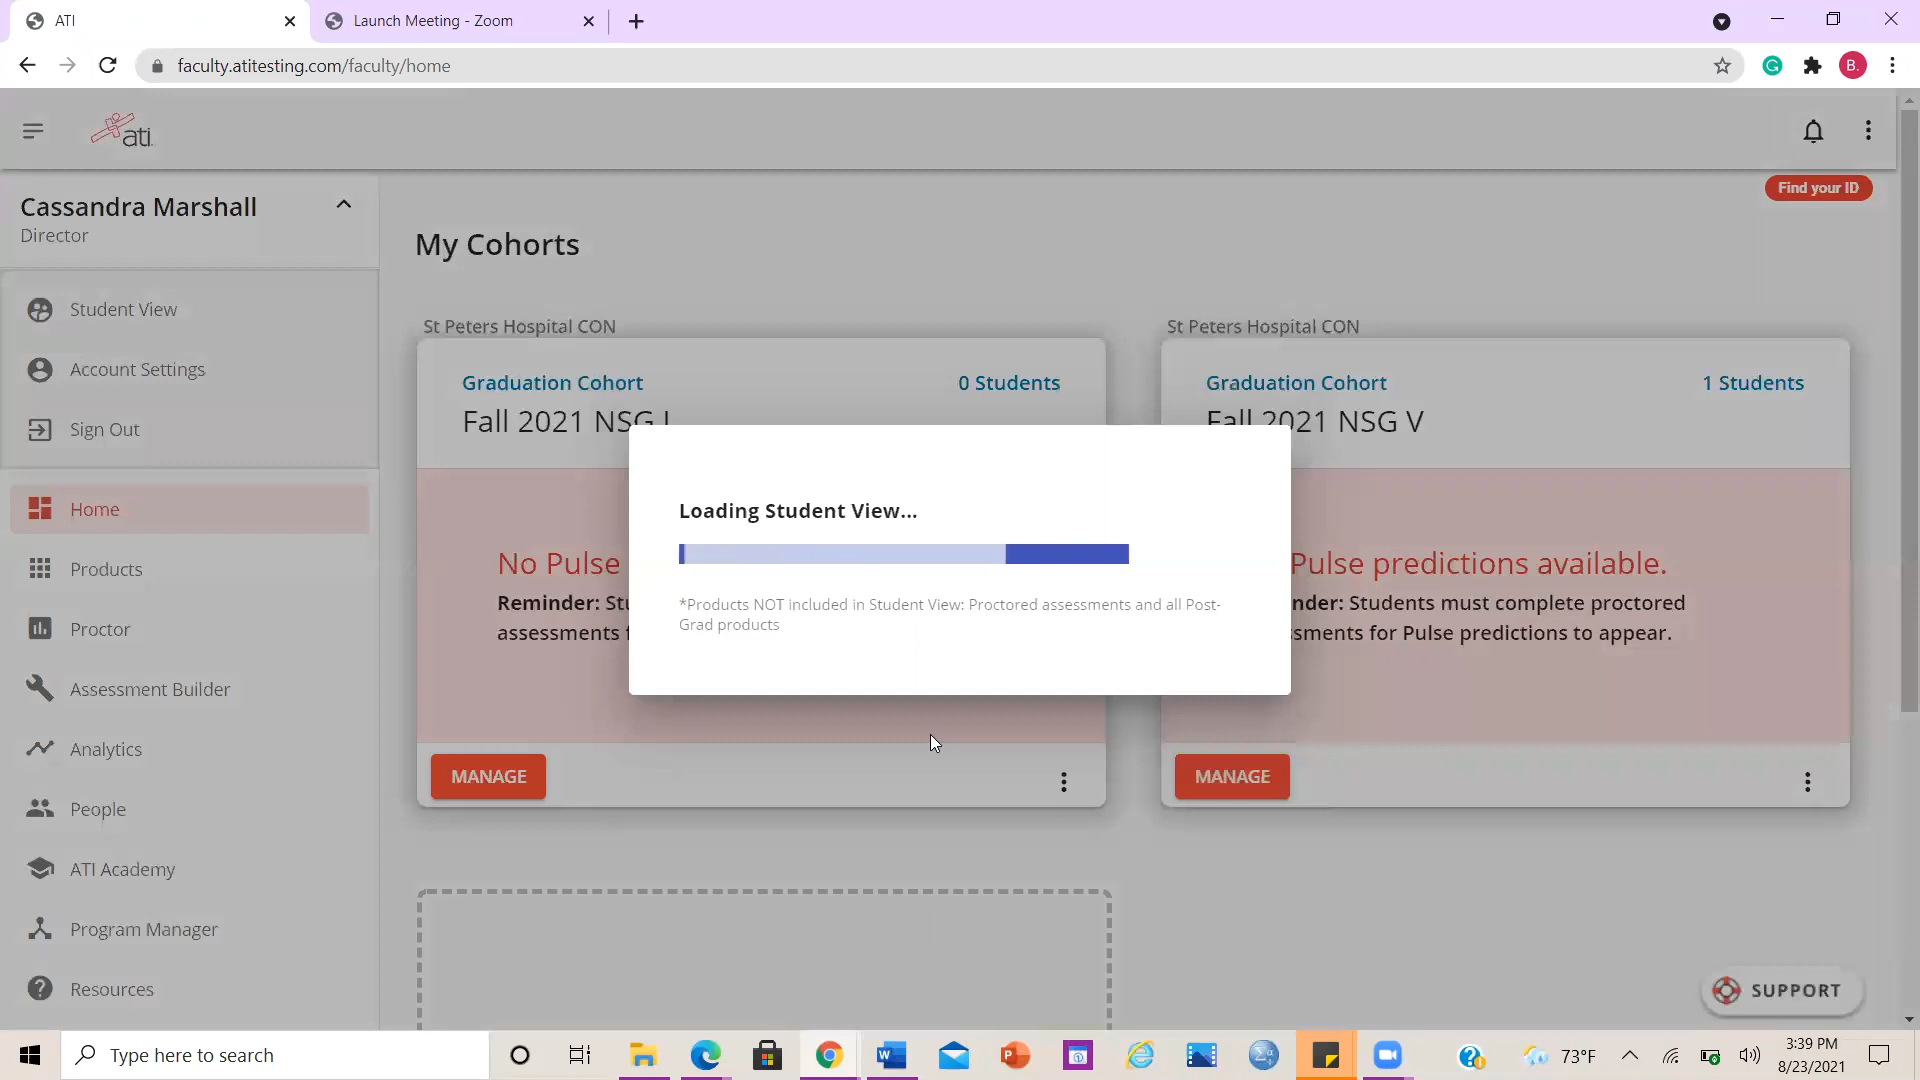 ATI
Launch Meeting - Zoom
faculty.atitesting.com/faculty/home
B.
ati
Find your ID
Cassandra Marshall
Director
Student View
Account Settings
Sign Out
Home
Products
Proctor
Assessment Builder
Analytics
People
ATI Academy
Program Manager
Resources
My Cohorts
St Peters Hospital CON
Graduation Cohort
0 Students
Fall 2021 NSG I
No Pulse
Reminder: Stu
assessments f
MANAGE
St Peters Hospital CON
Graduation Cohort
1 Students
Fall 2021 NSG V
Pulse predictions available.
nder: Students must complete proctored
ssments for Pulse predictions to appear.
MANAGE
Loading Student View...
*Products NOT included in Student View: Proctored assessments and all Post-
Grad products
SUPPORT
Type here to search
73°F
3:39 PM
8/23/2021